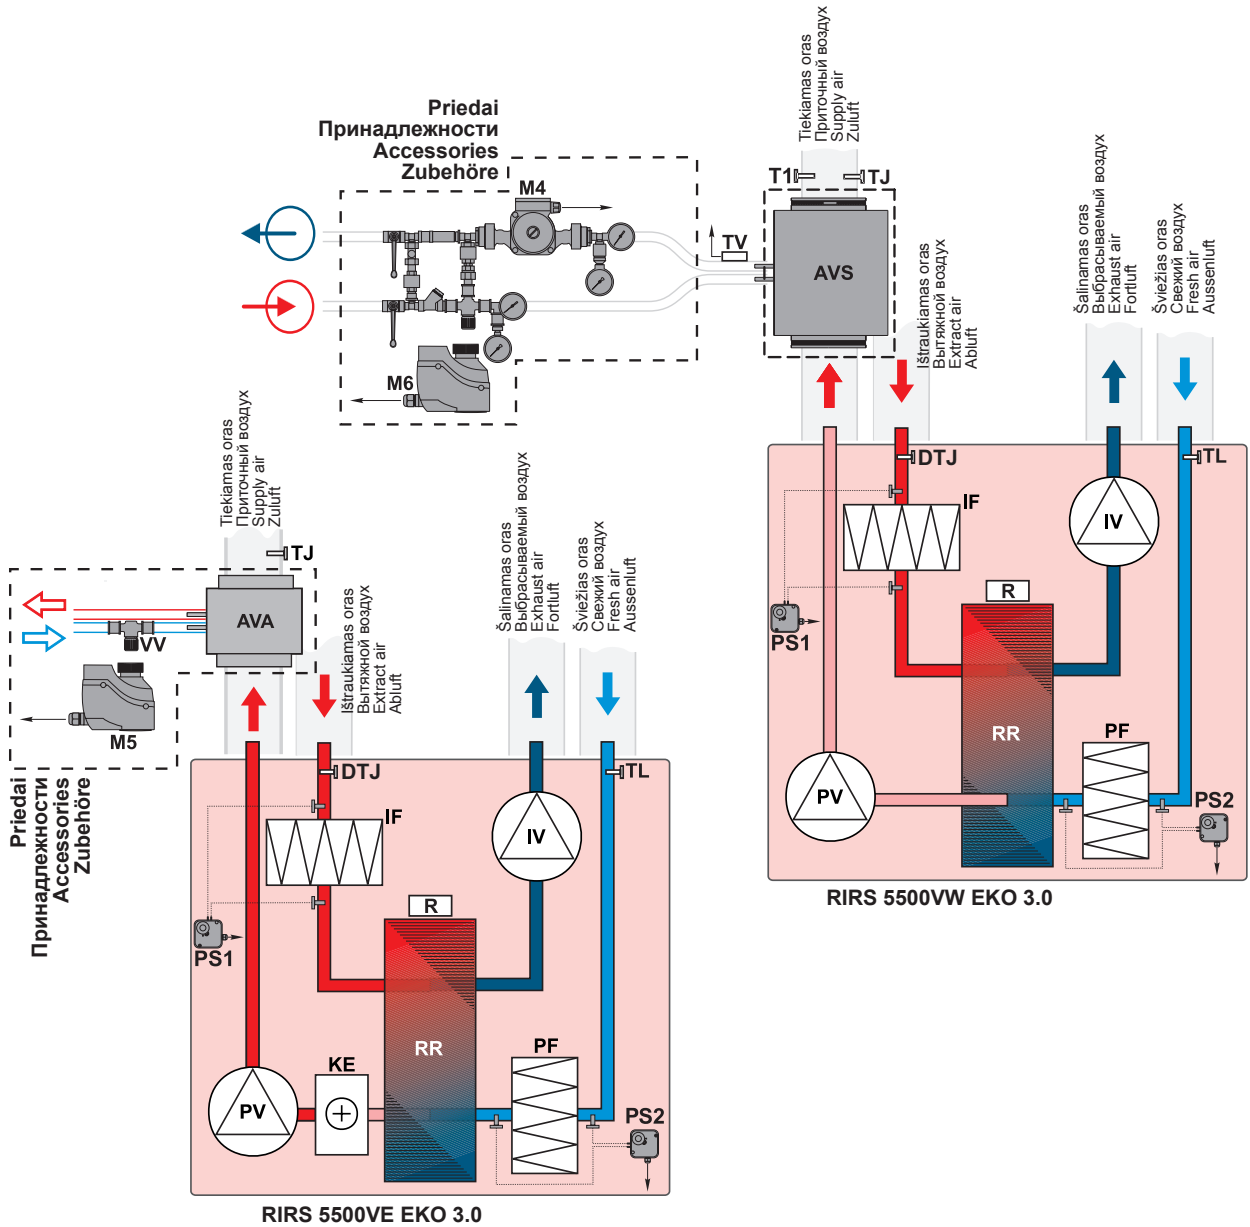 Tiekiamas oras
Приточный воздух
Supply air
Zuluft
Priedai
Принадлежности
Accessories
Zubehöre
M4
T1
TJ
TV
AVS
M6
Ištraukiamas oras
Вытяжной воздух
Extract air
Abluft
Šalinamas oras
Выбрасываемый воздух
Exhaust air
Fortluft
Šviežias oras
Свежий воздух
Fresh air
Aussenluft
DTJ
TL
IF
IV
R
PS1
RR
PF
PV
PS2
RIRS 5500VW EKO 3.0
Tiekiamas oras
Приточный воздух
Supply air
Zuluft
TJ
AVA
VV
M5
Priedai
Принадлежности
Accessories
Zubehöre
Ištraukiamas oras
Вытяжной воздух
Extract air
Abluft
Šalinamas oras
Выбрасываемый воздух
Exhaust air
Fortluft
Šviežias oras
Свежий воздух
Fresh air
Aussenluft
DTJ
TL
IF
IV
R
PS1
RR
KE
PF
PV
PS2
RIRS 5500VE EKO 3.0